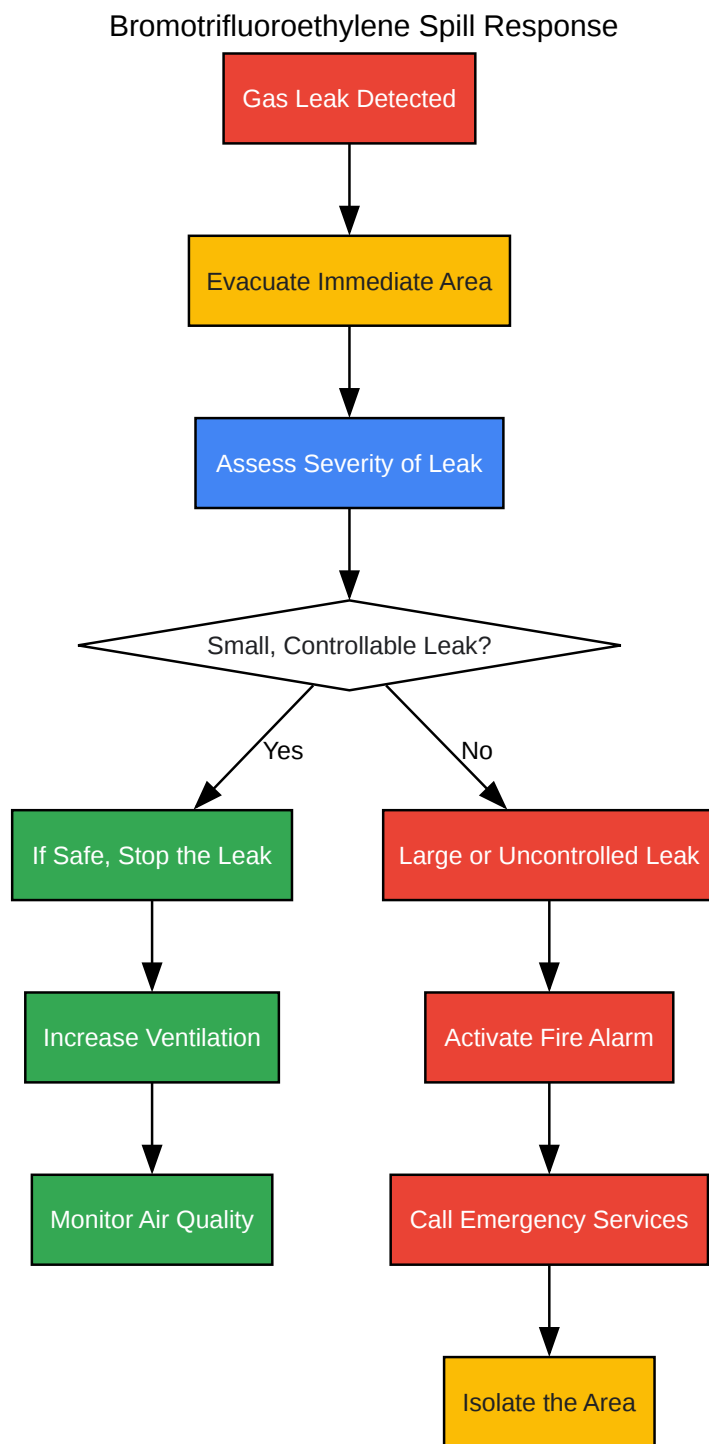 Bromotrifluoroethylene Spill Response
Gas Leak Detected
Evacuate Immediate Area
Assess Severity of Leak
Small, Controllable Leak?
Yes
No
If Safe, Stop the Leak
Large or Uncontrolled Leak
Increase Ventilation
Activate Fire Alarm
Monitor Air Quality
Call Emergency Services
Isolate the Area